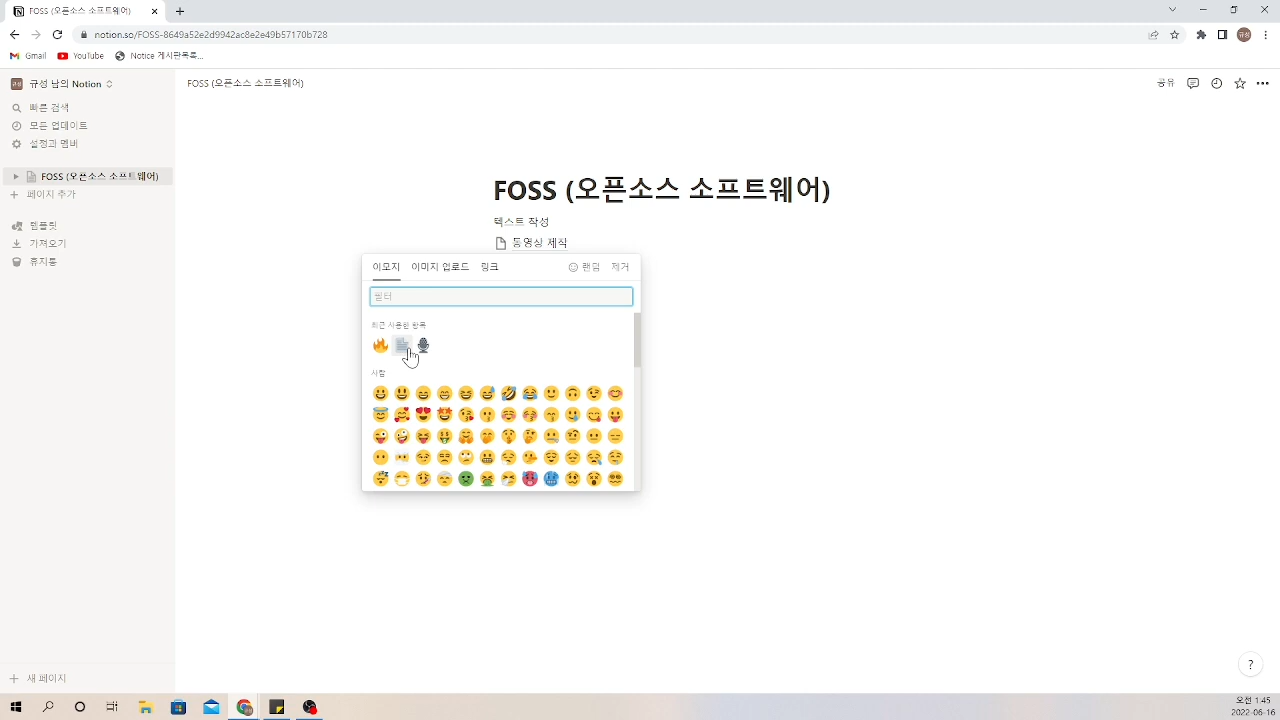 FOSS (오픈소스 소프트웨어)
notion.so/FOSS-8649a52e2d9942ac8e2e49b57170b728
규성
Gmail
YouTube
Notice 게시판목록...
규성 남의 Notion
FOSS (오픈소스 소프트웨어)
공유
빠른 검색
모든 업데이트
설정과 멤버
FOSS (오픈소스 소프트웨어)
페이지 추가
템플릿
가져오기
휴지통
FOSS (오픈소스 소프트웨어)
텍스트 작성
동영상 제작
이모지 이미지 업로드 링크 랜덤 제거
필터
최근 사용한 항목
사람
새 페이지
?
오전 1:45
2022-06-16